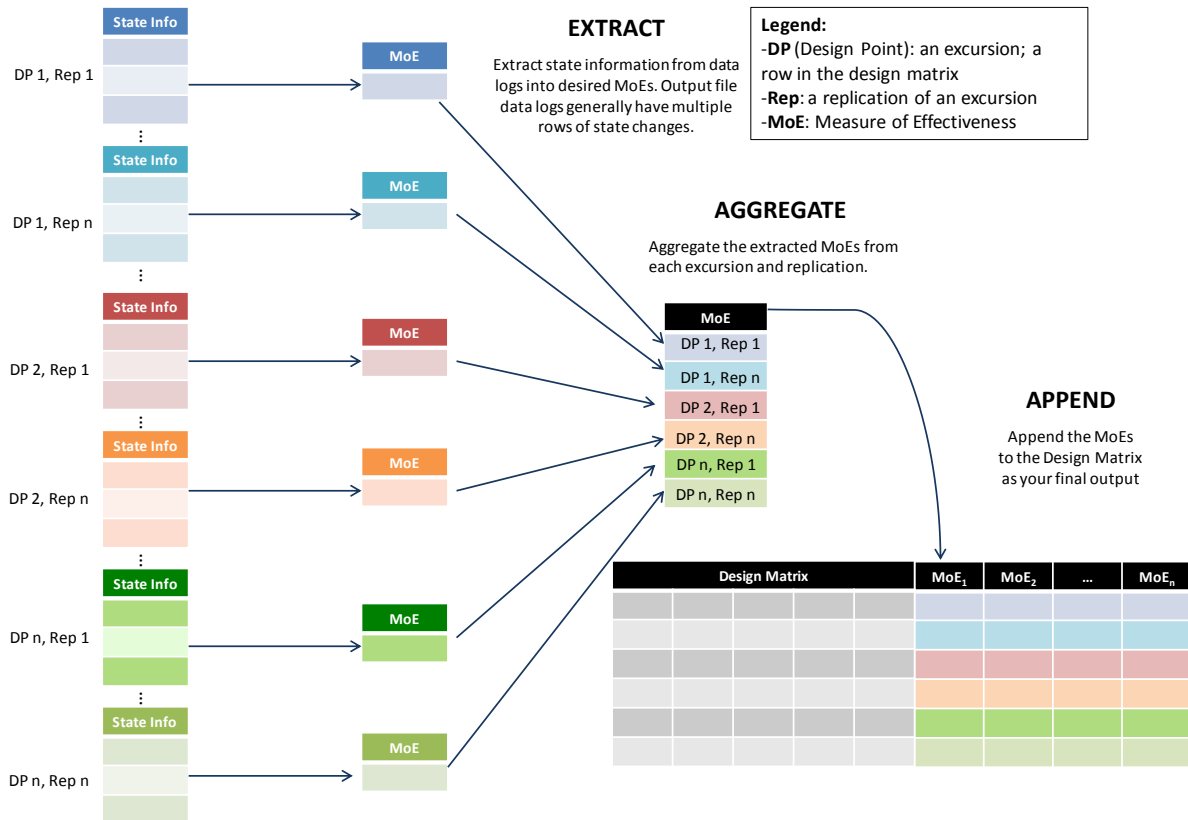 State Info
DP 1, Rep 1
MoE
EXTRACT
Extract state information from data
logs into desired MoEs. Output file
data logs generally have multiple
rows of state changes.
Legend:
-DP (Design Point): an excursion; a
row in the design matrix
-Rep: a replication of an excursion
-MoE: Measure of Effectiveness
⋮
State Info
DP 1, Rep n
MoE
AGGREGATE
Aggregate the extracted MoEs from
each excursion and replication.
⋮
State Info
DP 2, Rep 1
MoE
MoE
DP 1, Rep 1
DP 1, Rep n
DP 2, Rep 1
DP 2, Rep n
DP n, Rep 1
DP n, Rep n
APPEND
Append the MoEs
to the Design Matrix
as your final output
⋮
State Info
DP 2, Rep n
MoE
⋮
State Info
DP n, Rep 1
MoE
Design Matrix
MoE1
MoE2
...
MoEn
⋮
State Info
DP n, Rep n
MoE